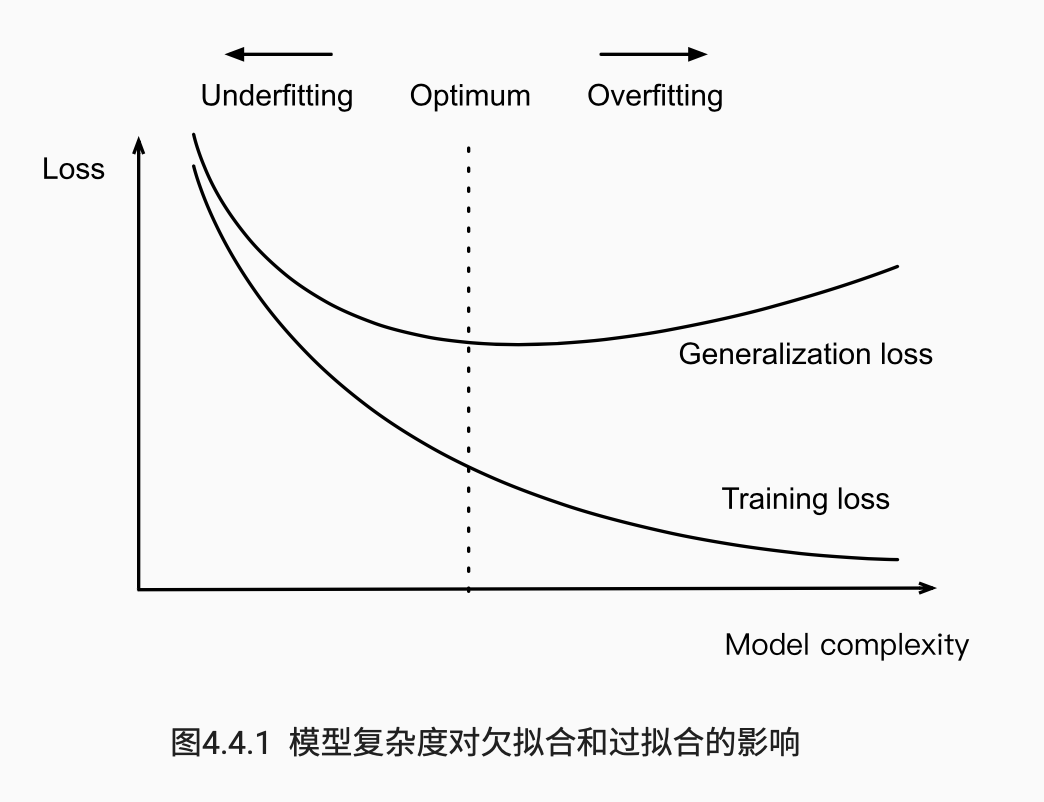 Underfitting Optimum Overfitting
Loss
Generalization loss
Training loss
Model complexity
图4.4.1 模型复杂度对欠拟合和过拟合的影响